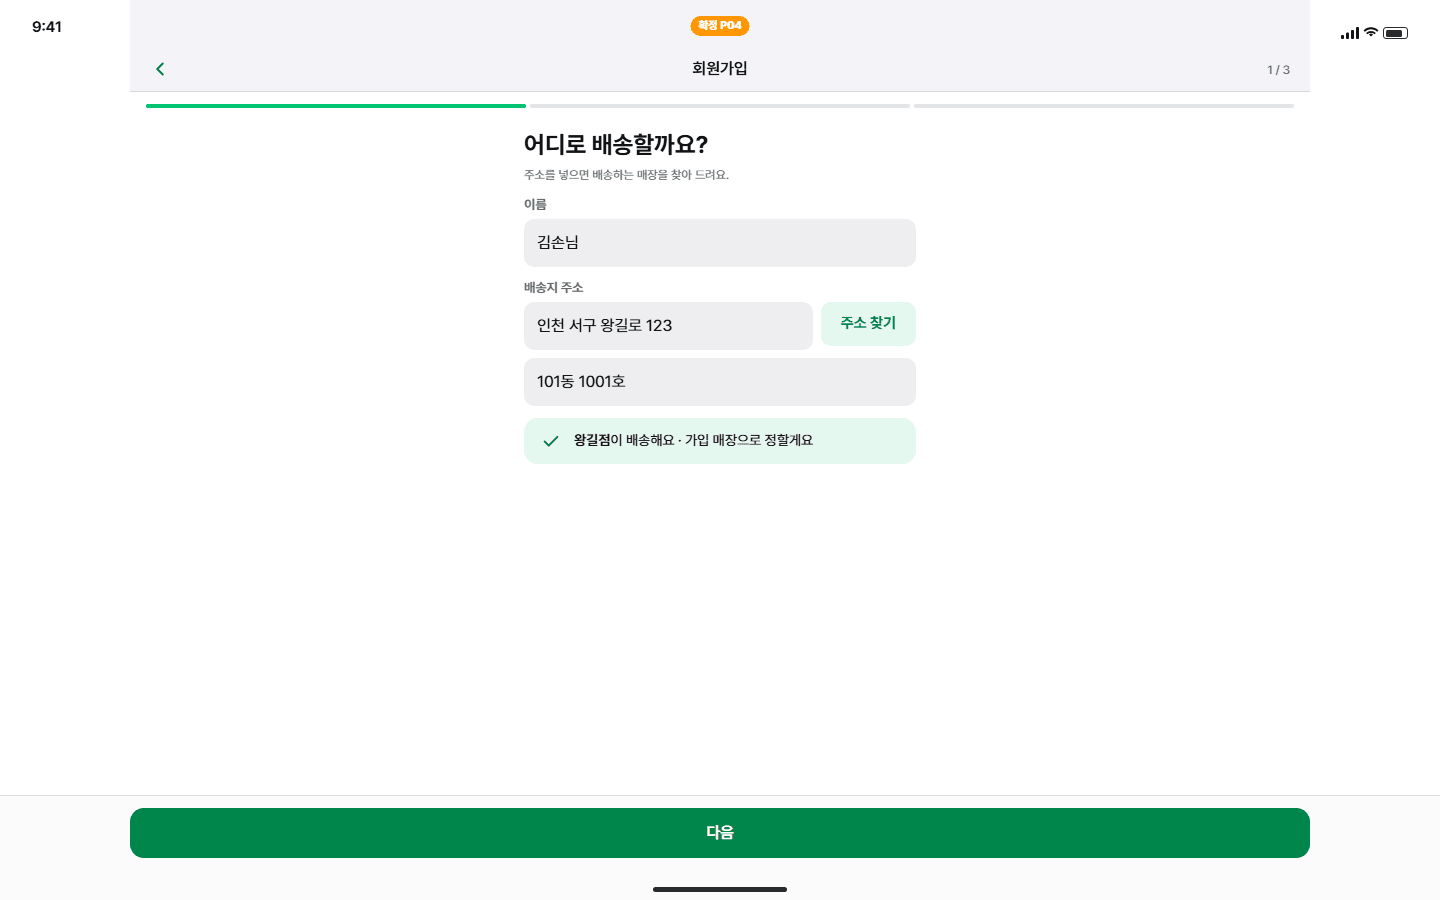 9:41
확정 P04
회원가입
1 / 3
어디로 배송할까요?
주소를 넣으면 배송하는 매장을 찾아 드려요.
이름
김손님
배송지 주소
인천 서구 왕길로 123
주소 찾기
101동 1001호
왕길점이 배송해요 · 가입 매장으로 정할게요
다음